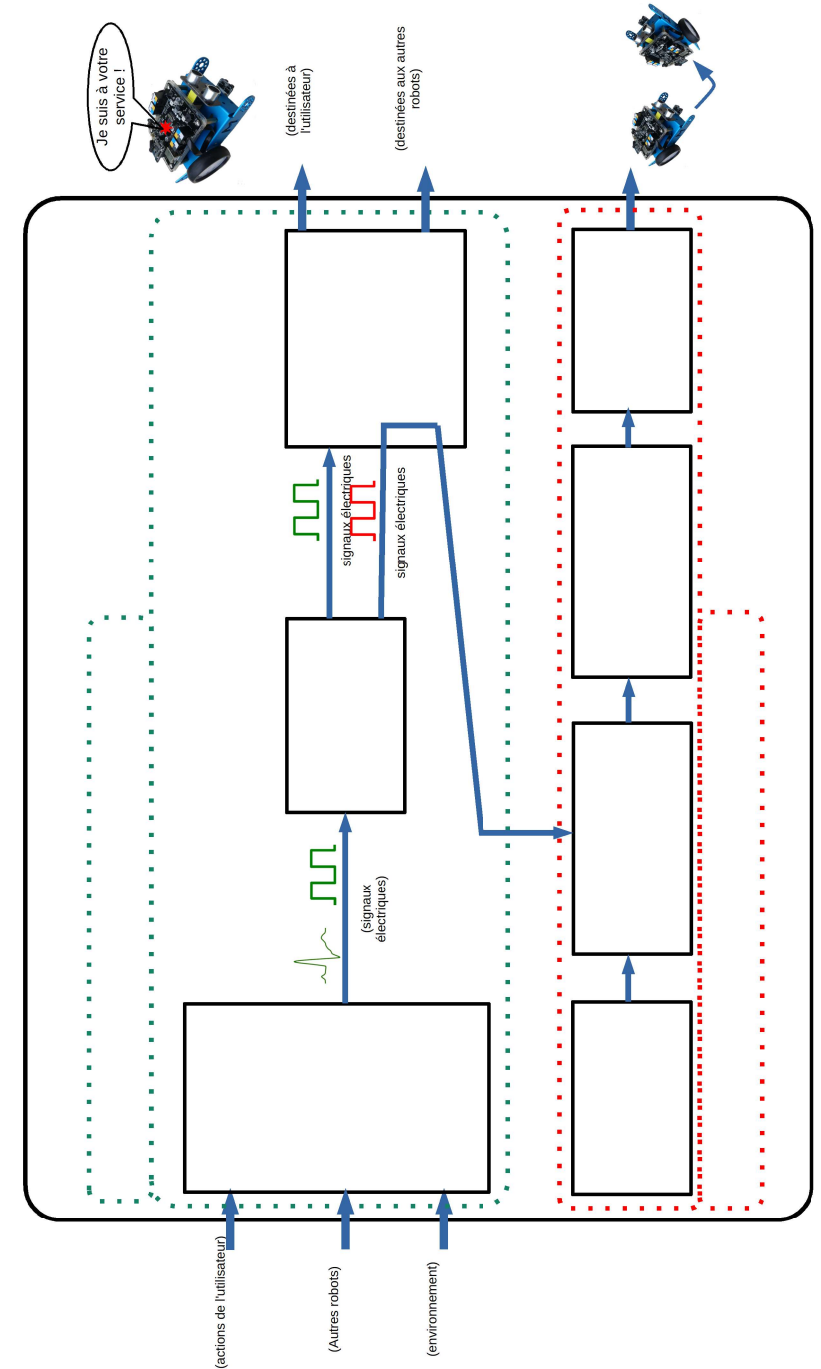 Je suis à votre
service !
(destinées à
l'utilisateur)
(destinées aux autres
robots)
signaux électriques
signaux électriques
(signaux
électriques)
(actions de l'utilisateur)
(Autres robots)
(environnement)